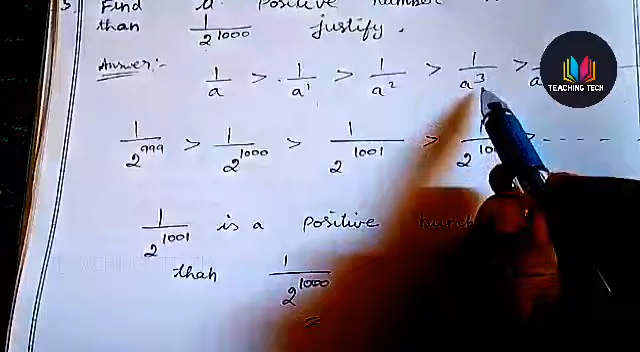 5. Find a positive number
than 1/2^1000 justify.
Answer:-
1/a > 1/a^1 > 1/a^2 > 1/a^3 >
TEACHING TECH
1/2^999 > 1/2^1000 > 1/2^1001 >
1/2^1001 is a positive
than 1/2^1000